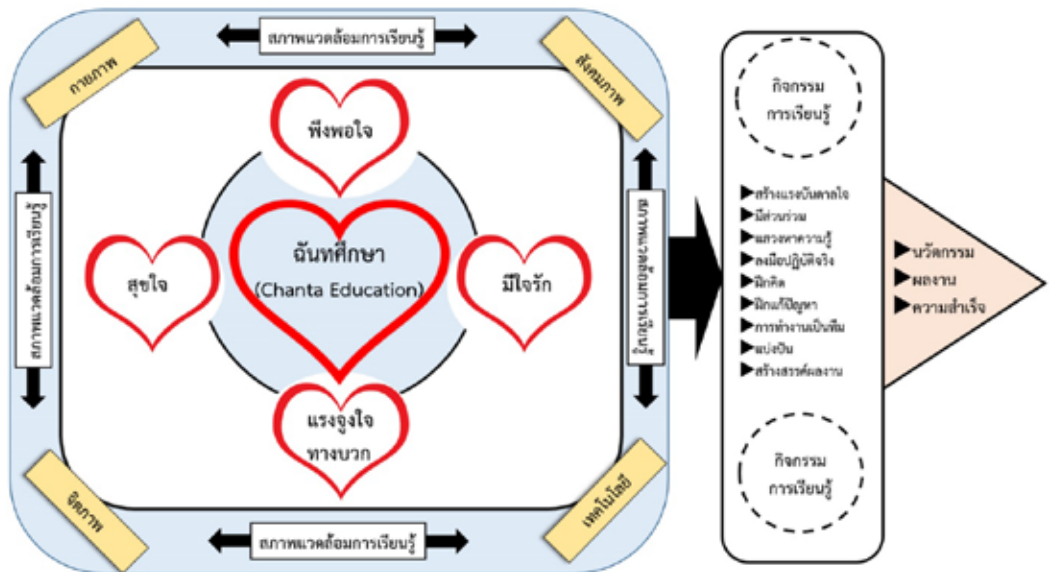 สภาพแวดล้อมการเรียนรู้
กายภาพ
สังคมภาพ
พึงพอใจ
สภาพแวดล้อมการเรียนรู้
สุขใจ
ฉันทศึกษา
(Chanta Education)
มีใจรัก
สภาพแวดล้อมการเรียนรู้
แรงจูงใจ
ทางบวก
จิตภาพ
เทคโนโลยี
สภาพแวดล้อมการเรียนรู้
กิจกรรม
การเรียนรู้
สร้างแรงบันดาลใจ
มีส่วนร่วม
แสวงหาความรู้
ลงมือปฏิบัติจริง
ฝึกคิด
ฝึกแก้ปัญหา
การทำงานเป็นทีม
แบ่งปัน
สร้างสรรค์ผลงาน
กิจกรรม
การเรียนรู้
นวัตกรรม
ผลงาน
ความสำเร็จ